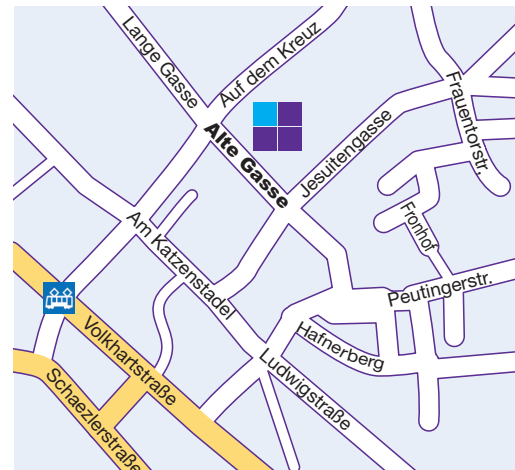 Lange Gasse
Auf dem Kreuz
Frauentorstr.
Alte Gasse
Jesuitengasse
Fronhof
Am Katzenstadel
Peutingerstr.
Volkhartstraße
Hafnerberg
Ludwigstraße
Schaezlerstraße